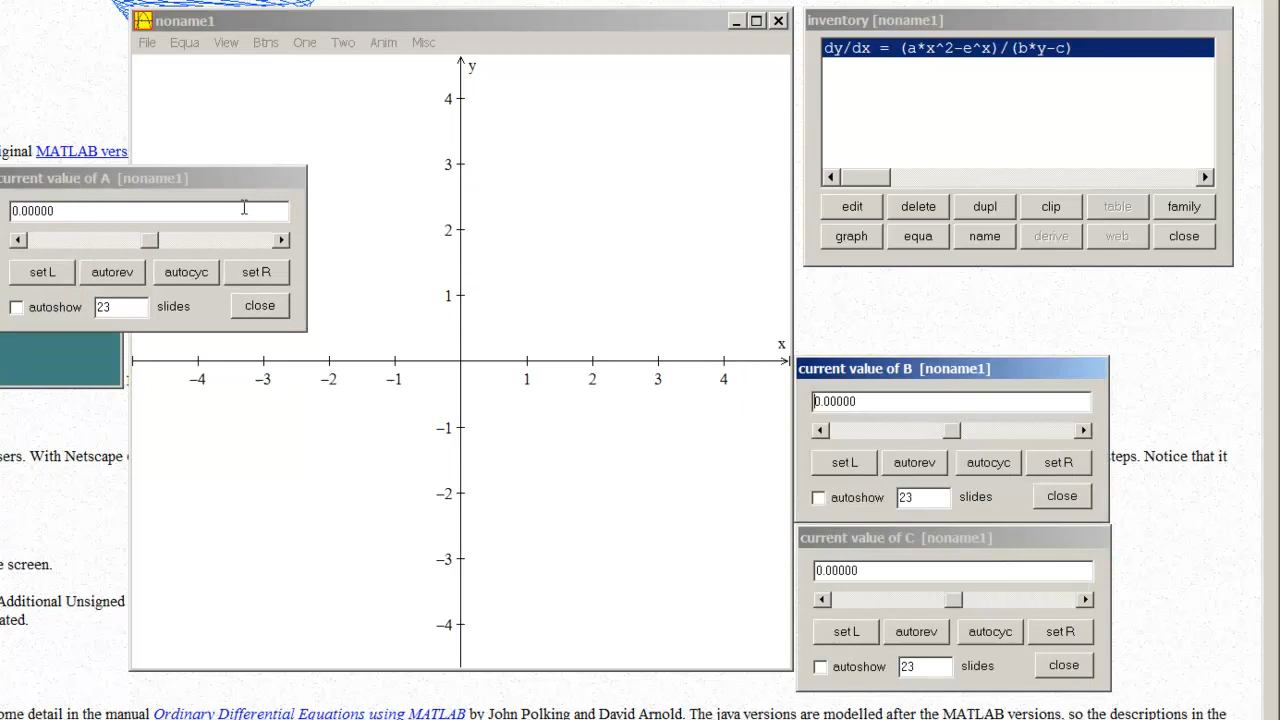 noname1
File Equa View Btns One Two Anim Misc
y
4
3
2
1
x
–4 –3 –2 –1 1 2 3 4
–1
–2
–3
–4
inventory [noname1]
dy/dx = (a*x^2-e^x)/(b*y-c)
edit delete dupl clip table family
graph equa name derive web close
iginal MATLAB vers
current value of A [noname1]
0.00000
set L autorev autocyc set R
autoshow 23 slides close
current value of B [noname1]
0.00000
set L autorev autocyc set R
autoshow 23 slides close
current value of C [noname1]
0.00000
set L autorev autocyc set R
autoshow 23 slides close
sers. With Netscape teps. Notice that it
e screen.
Additional Unsigned
ated.
ome detail in the manual Ordinary Differential Equations using MATLAB by John Polking and David Arnold. The java versions are modelled after the MATLAB versions, so the descriptions in the